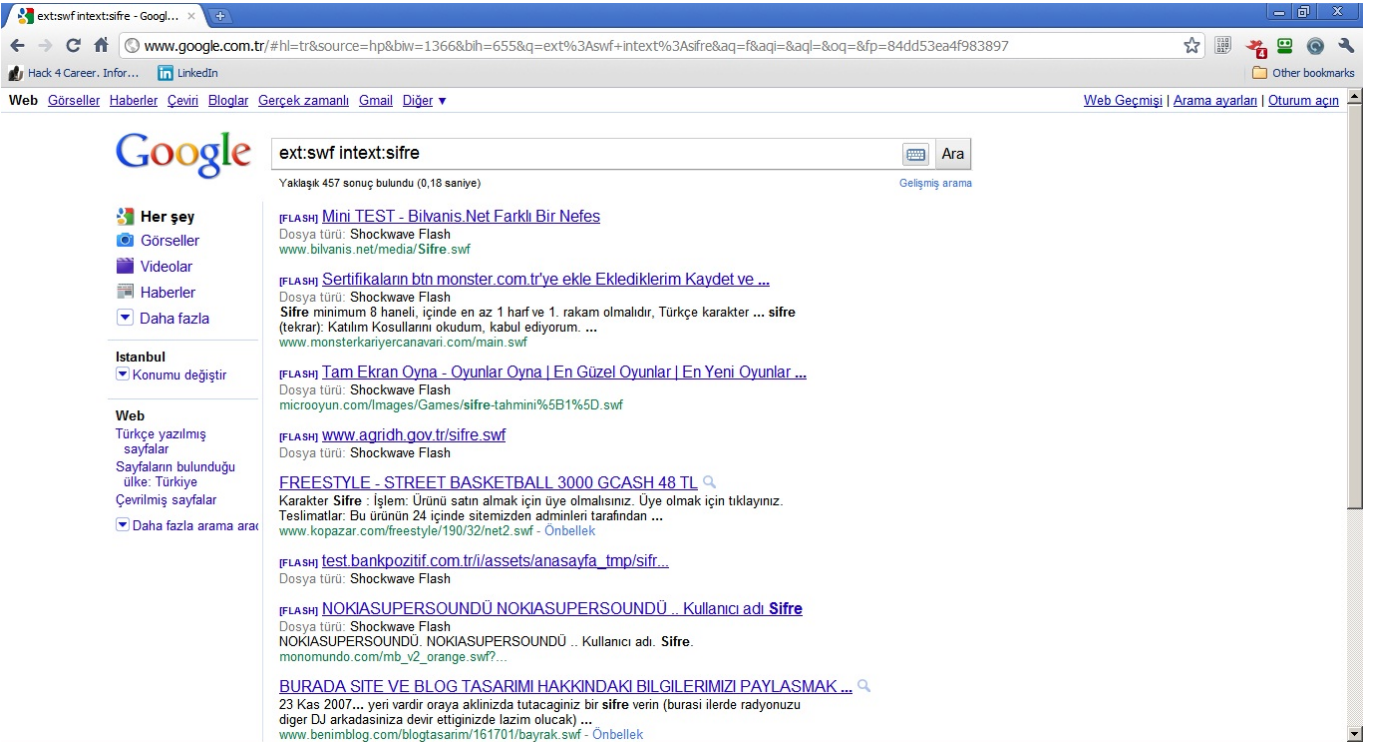 ext:swf intext:sifre - Googl...
www.google.com.tr/#hl=tr&source=hp&biw=1366&bih=655&q=ext%3Aswf+intext%3Asifre&aq=f&aqi=&aql=&oq=&fp=84dd53ea4f983897
4
Hack 4 Career. Infor... LinkedIn Other bookmarks
Web Görseller Haberler Çeviri Bloglar Gerçek zamanlı Gmail Diğer ▼ Web Geçmişi | Arama ayarları | Oturum açın
Google
ext:swf intext:sifre
Ara
Yaklaşık 457 sonuç bulundu (0,18 saniye)
Gelişmiş arama
Her şey
Görseller
Videolar
Haberler
Daha fazla
Istanbul
Konumu değiştir
Web
Türkçe yazılmış
sayfalar
Sayfaların bulunduğu
ülke: Türkiye
Çevrilmiş sayfalar
Daha fazla arama arac
[FLASH] Mini TEST - Bilvanis.Net Farklı Bir Nefes
Dosya türü: Shockwave Flash
www.bilvanis.net/media/Sifre.swf
[FLASH] Sertifikaların btn monster.com.tr'ye ekle Eklediklerim Kaydet ve ...
Dosya türü: Shockwave Flash
Sifre minimum 8 haneli, içinde en az 1 harf ve 1. rakam olmalıdır, Türkçe karakter ... sifre
(tekrar): Katılım Kosullarını okudum, kabul ediyorum. ...
www.monsterkariyercanavari.com/main.swf
[FLASH] Tam Ekran Oyna - Oyunlar Oyna | En Güzel Oyunlar | En Yeni Oyunlar ...
Dosya türü: Shockwave Flash
microoyun.com/Images/Games/sifre-tahmini%5B1%5D.swf
[FLASH] www.agridh.gov.tr/sifre.swf
Dosya türü: Shockwave Flash
FREESTYLE - STREET BASKETBALL 3000 GCASH 48 TL
Karakter Sifre : İşlem: Ürünü satın almak için üye olmalısınız. Üye olmak için tıklayınız.
Teslimatlar: Bu ürünün 24 içinde sitemizden adminleri tarafından ...
www.kopazar.com/freestyle/190/32/net2.swf - Önbellek
[FLASH] test.bankpozitif.com.tr/i/assets/anasayfa_tmp/sifr...
Dosya türü: Shockwave Flash
[FLASH] NOKIASUPERSOUNDÜ NOKIASUPERSOUNDÜ .. Kullanıcı adı Sifre
Dosya türü: Shockwave Flash
NOKIASUPERSOUNDÜ. NOKIASUPERSOUNDÜ .. Kullanıcı adı. Sifre.
monomundo.com/mb_v2_orange.swf?...
BURADA SITE VE BLOG TASARIMI HAKKINDAKI BILGILERIMIZI PAYLASMAK ...
23 Kas 2007... yeri vardir oraya aklinizda tutacaginiz bir sifre verin (burasi ilerde radyonuzu
diger DJ arkadasiniza devir ettiginizde lazim olucak) ...
www.benimblog.com/blogtasarim/161701/bayrak.swf - Önbellek